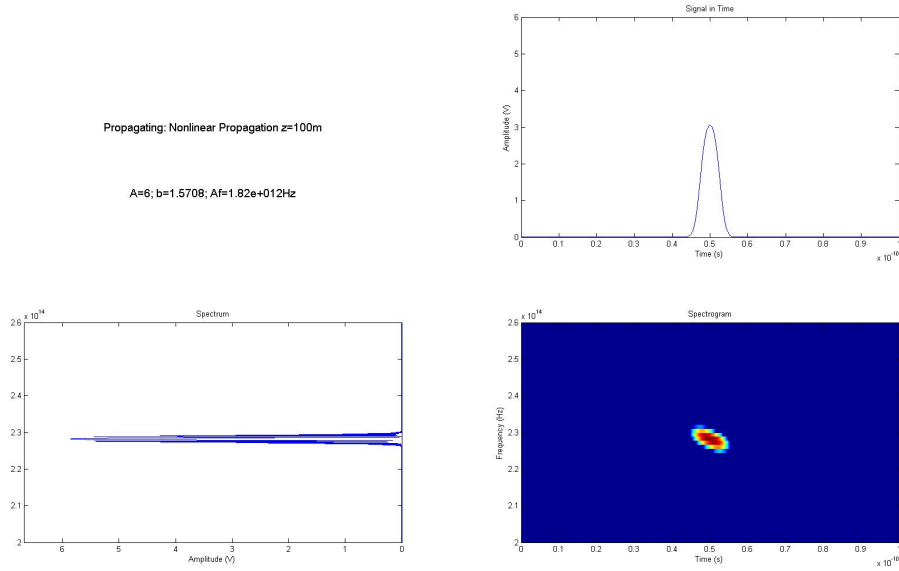 Propagating: Nonlinear Propagation z=100m
A=6; b=1.5708; Af=1.82e+012Hz
Signal in Time
6
5
4
3
2
1
0
Amplitude (V)
0 0.1 0.2 0.3 0.4 0.5 0.6 0.7 0.8 0.9 1
Time (s)
x 10^-10
Spectrum
x 10^14
2.6
2.5
2.4
2.3
2.2
2.1
2
6 5 4 3 2 1 0
Amplitude (V)
Spectrogram
x 10^14
2.6
2.5
2.4
2.3
2.2
2.1
2
Frequency (Hz)
0 0.1 0.2 0.3 0.4 0.5 0.6 0.7 0.8 0.9 1
Time (s)
x 10^-10